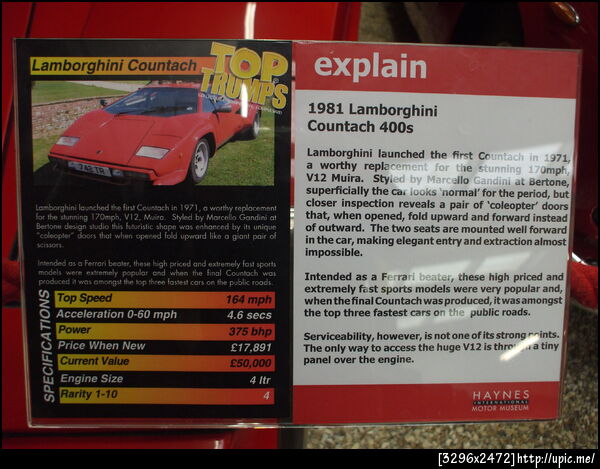 Lamborghini Countach
TOP
TRUMPS
Lamborghini launched the first Countach in 1971, a worthy replacement
for the stunning 170mph, V12, Muira. Styled by Marcello Gandini at
Bertone design studio this futuristic shape was enhanced by its unique
"coleopter" doors that when opened fold upward like a giant pair of
scissors.
Intended as a Ferrari beater, these high priced and extremely fast sports
models were extremely popular and when the final Countach was
produced it was amongst the top three fastest cars on the public roads.
SPECIFICATIONS
Top Speed 164 mph
Acceleration 0-60 mph 4.6 secs
Power 375 bhp
Price When New £17,891
Current Value £50,000
Engine Size 4 ltr
Rarity 1-10 4
explain
1981 Lamborghini
Countach 400s
Lamborghini launched the first Countach in 1971,
a worthy replacement for the stunning 170mph,
V12 Muira. Styled by Marcello Gandini at Bertone,
superficially the car looks 'normal' for the period, but
closer inspection reveals a pair of 'coleopter' doors
that, when opened, fold upward and forward instead
of outward. The two seats are mounted well forward
in the car, making elegant entry and extraction almost
impossible.
Intended as a Ferrari beater, these high priced and
extremely fast sports models were very popular and,
when the final Countach was produced, it was amongst
the top three fastest cars on the public roads.
Serviceability, however, is not one of its strong points.
The only way to access the huge V12 is through a tiny
panel over the engine.
HAYNES
INTERNATIONAL
MOTOR MUSEUM
[3296x2472]http://upic.me/